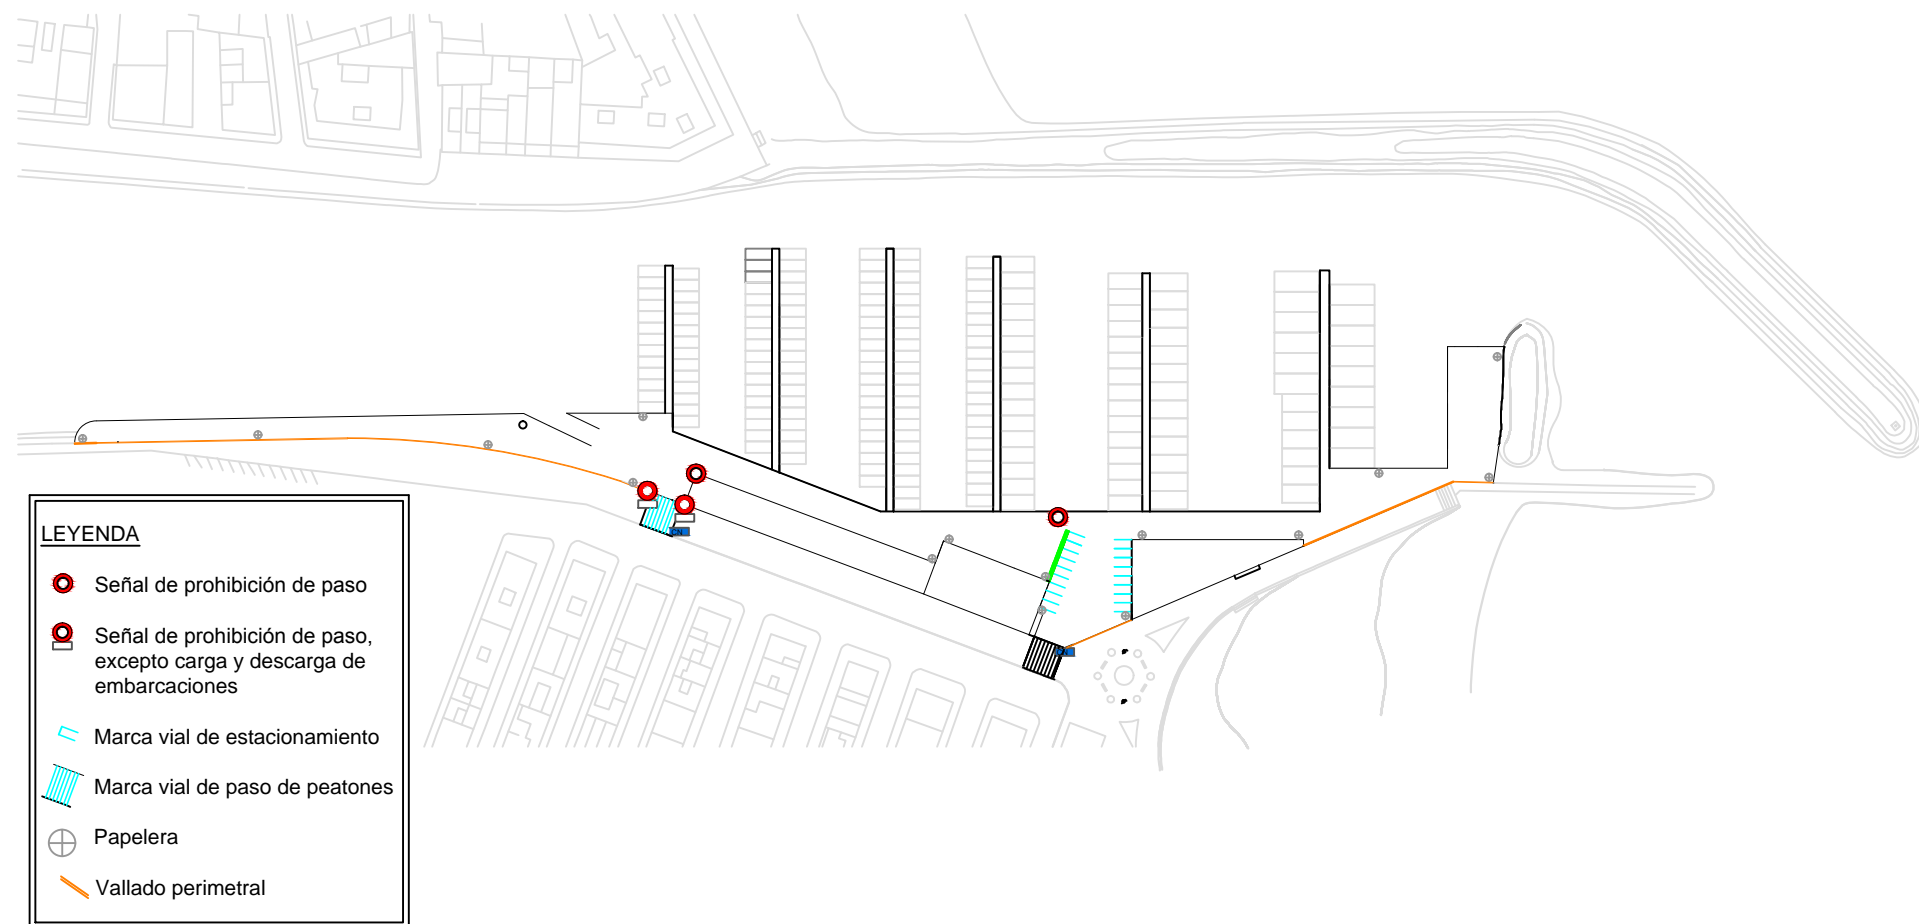 LEYENDA
Señal de prohibición de paso
Señal de prohibición de paso,
excepto carga y descarga de
embarcaciones
Marca vial de estacionamiento
Marca vial de paso de peatones
Papelera
Vallado perimetral